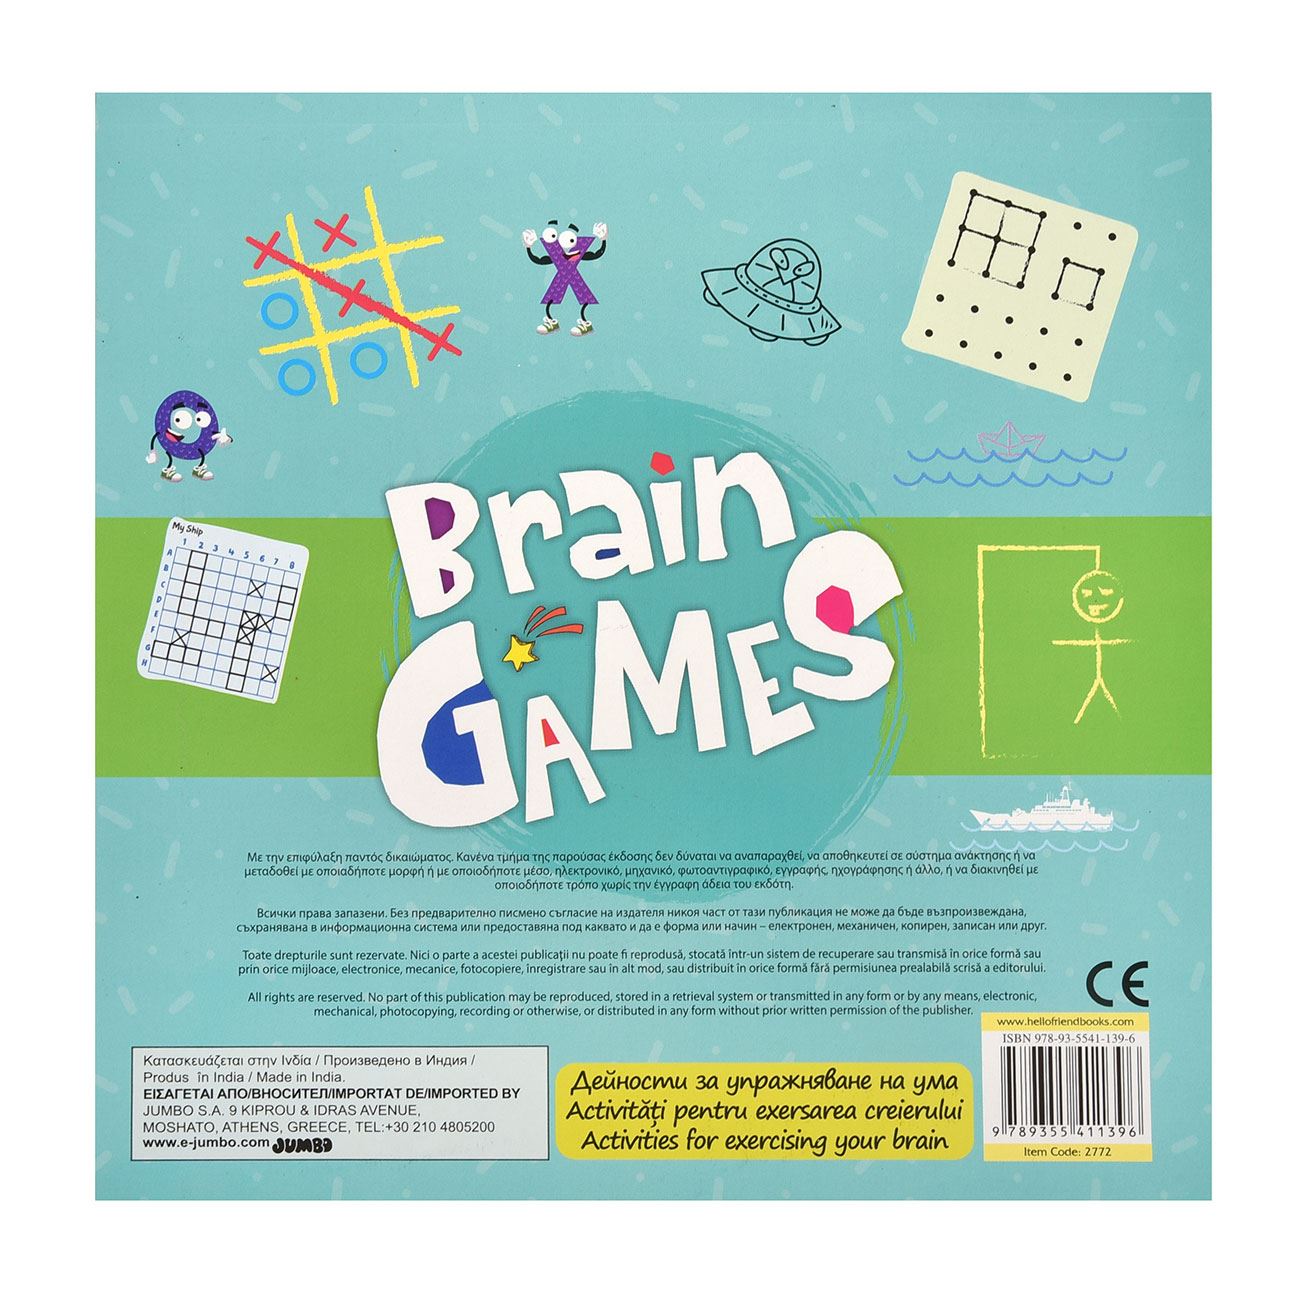 My Ship
1 2 3 4 5 6 7 8
A
B
C
D
E
F
G
H
Brain
GAMES
Με την επιφύλαξη παντός δικαιώματος. Κανένα τμήμα της παρούσας έκδοσης δεν δύναται να αναπαραχθεί, να αποθηκευτεί σε σύστημα ανάκτησης ή να
μεταδοθεί με οποιαδήποτε μορφή ή με οποιοδήποτε μέσο, ηλεκτρονικό, μηχανικό, φωτοαντιγραφικό, εγγραφής, ηχογράφησης ή άλλο, ή να διακινηθεί με
οποιοδήποτε τρόπο χωρίς την έγγραφη άδεια του εκδότη.
Всички права запазени. Без предварително писмено съгласие на издателя никоя част от тази публикация не може да бъде възпроизвеждана,
съхранявана в информационна система или предоставяна под каквато и да е форма или начин – електронен, механичен, копирен, записан или друг.
Toate drepturile sunt rezervate. Nici o parte a acestei publicații nu poate fi reprodusă, stocată într-un sistem de recuperare sau transmisă în orice formă sau
prin orice mijloace, electronice, mecanice, fotocopiere, înregistrare sau în alt mod, sau distribuit în orice formă fără permisiunea prealabilă scrisă a editorului.
All rights are reserved. No part of this publication may be reproduced, stored in a retrieval system or transmitted in any form or by any means, electronic,
mechanical, photocopying, recording or otherwise, or distributed in any form without prior written permission of the publisher.
CE
Κατασκευάζεται στην Ινδία / Произведено в Индия /
Produs în India / Made in India.
ΕΙΣΑΓΕΤΑΙ ΑΠΟ/ВНОСИТЕЛ/IMPORTAT DE/IMPORTED BY
JUMBO S.A. 9 KIPROU & IDRAS AVENUE,
MOSHATO, ATHENS, GREECE, TEL:+30 210 4805200
www.e-jumbo.com JUMBO
Дейности за упражняване на ума
Activități pentru exersarea creierului
Activities for exercising your brain
www.hellofriendbooks.com
ISBN 978-93-5541-139-6
9 789355 411396
Item Code: 2772